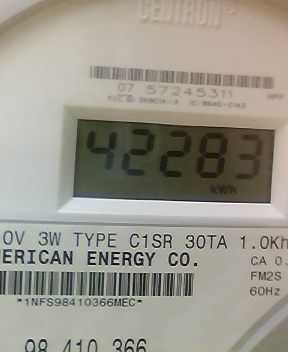 CENTRON®
07 57245311
42283
kWh
0V 3W TYPE C1SR 30TA 1.0Kh
ERICAN ENERGY CO.
CA 0.
FM2S
60Hz
*1NFS98410366MEC*
98 410 366